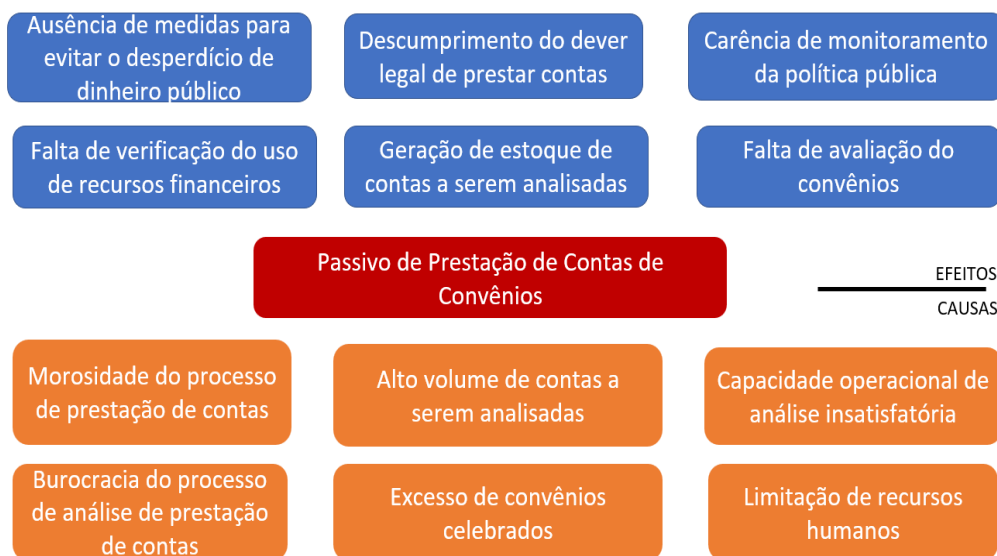 Ausência de medidas para
evitar o desperdício de
dinheiro público
Descumprimento do dever
legal de prestar contas
Carência de monitoramento
da política pública
Falta de verificação do uso
de recursos financeiros
Geração de estoque de
contas a serem analisadas
Falta de avaliação do
convênios
Passivo de Prestação de Contas de
Convênios
EFEITOS
CAUSAS
Morosidade do processo
de prestação de contas
Alto volume de contas a
serem analisadas
Capacidade operacional de
análise insatisfatória
Burocracia do processo
de análise de prestação
de contas
Excesso de convênios
celebrados
Limitação de recursos
humanos